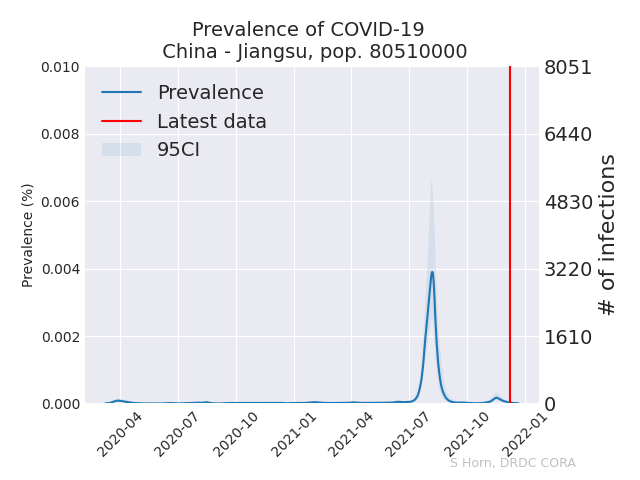 Prevalence of COVID-19
China - Jiangsu, pop. 80510000
Prevalence
Latest data
95CI
0.010
0.008
0.006
0.004
0.002
0.000
Prevalence (%)
8051
6440
4830
3220
1610
0
# of infections
2020-04
2020-07
2020-10
2021-01
2021-04
2021-07
2021-10
2022-01
S Horn, DRDC CORA